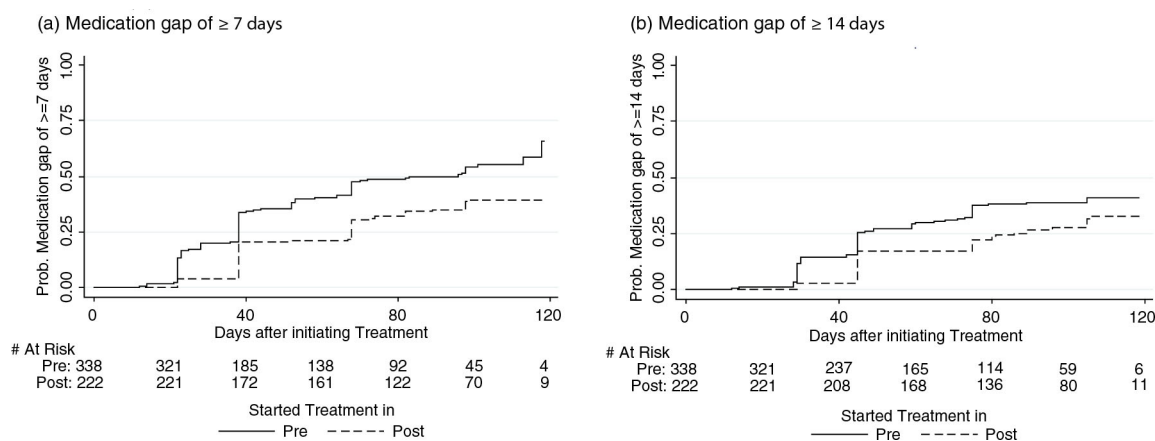 (a) Medication gap of ≥ 7 days
Prob. Medication gap of >=7 days
1.00
0.75
0.50
0.25
0.00
0 40 80 120
Days after initiating Treatment
# At Risk
Pre: 338 321 185 138 92 45 4
Post: 222 221 172 161 122 70 9
Started Treatment in
Pre Post
(b) Medication gap of ≥ 14 days
Prob. Medication gap of >=14 days
1.00
0.75
0.50
0.25
0.00
0 40 80 120
Days after initiating Treatment
# At Risk
Pre: 338 321 237 165 114 59 6
Post: 222 221 208 168 136 80 11
Started Treatment in
Pre Post